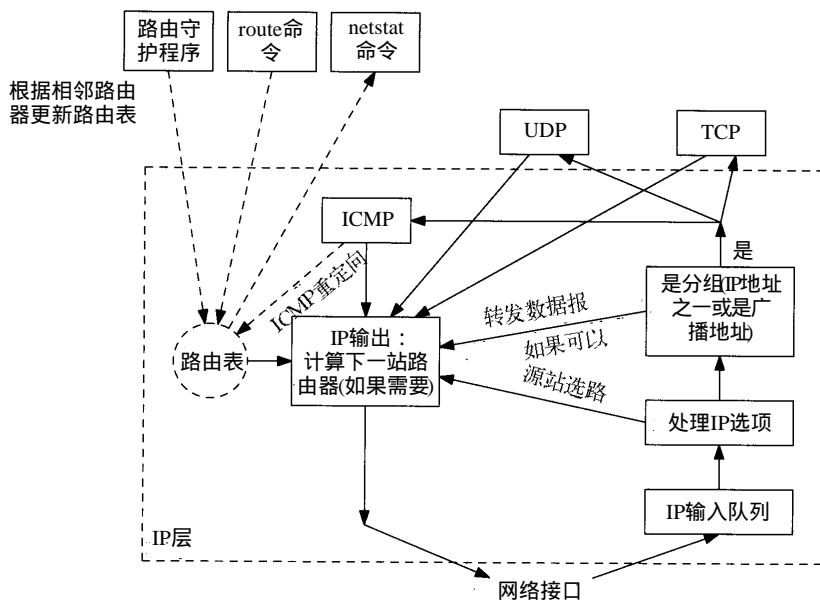 路由守
护程序
route命
令
netstat
命令
根据相邻路由
器更新路由表
UDP
TCP
ICMP
是
ICMP重定向
转发数据报
如果可以
是分组(IP地址
之一或是广
播地址)
路由表
IP输出：
计算下一站路
由器(如果需要)
源站选路
处理IP选项
IP输入队列
IP层
网络接口